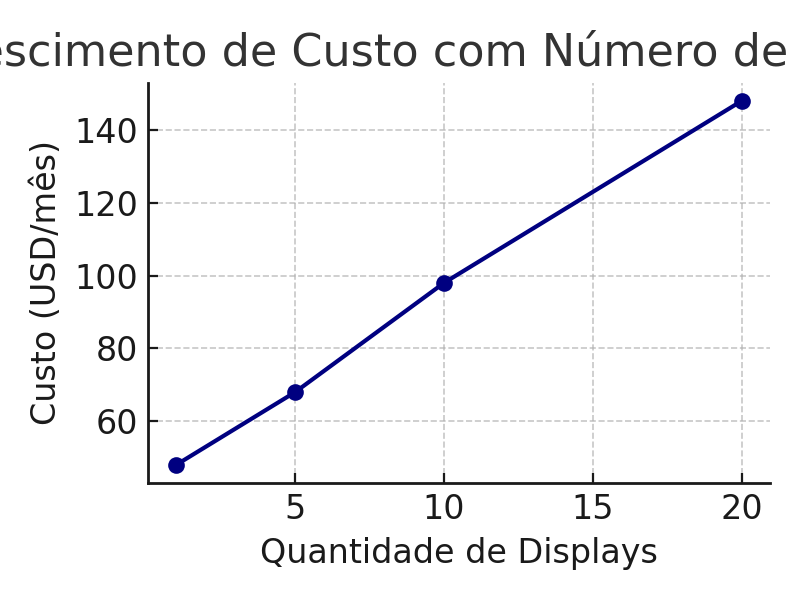 escimento de Custo com Número de
140
120
100
80
60
Custo (USD/mês)
5 10 15 20
Quantidade de Displays